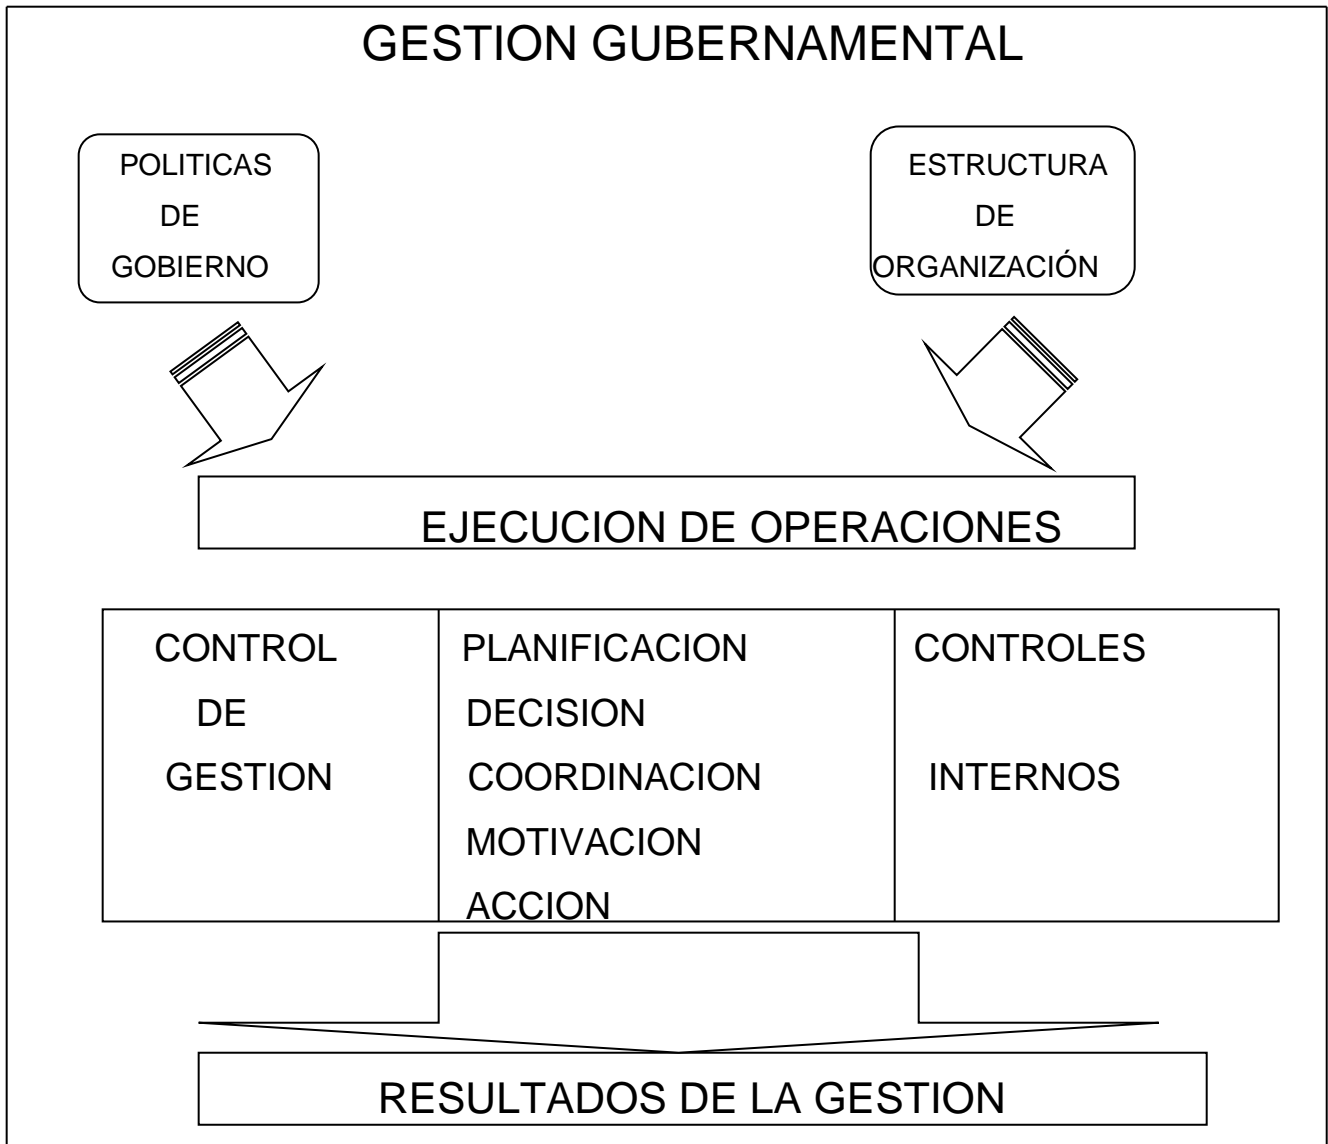 GESTION GUBERNAMENTAL
POLITICAS
DE
GOBIERNO
ESTRUCTURA
DE
ORGANIZACIÓN
EJECUCION DE OPERACIONES
CONTROL
DE
GESTION
PLANIFICACION
DECISION
COORDINACION
MOTIVACION
ACCION
CONTROLES
INTERNOS
RESULTADOS DE LA GESTION